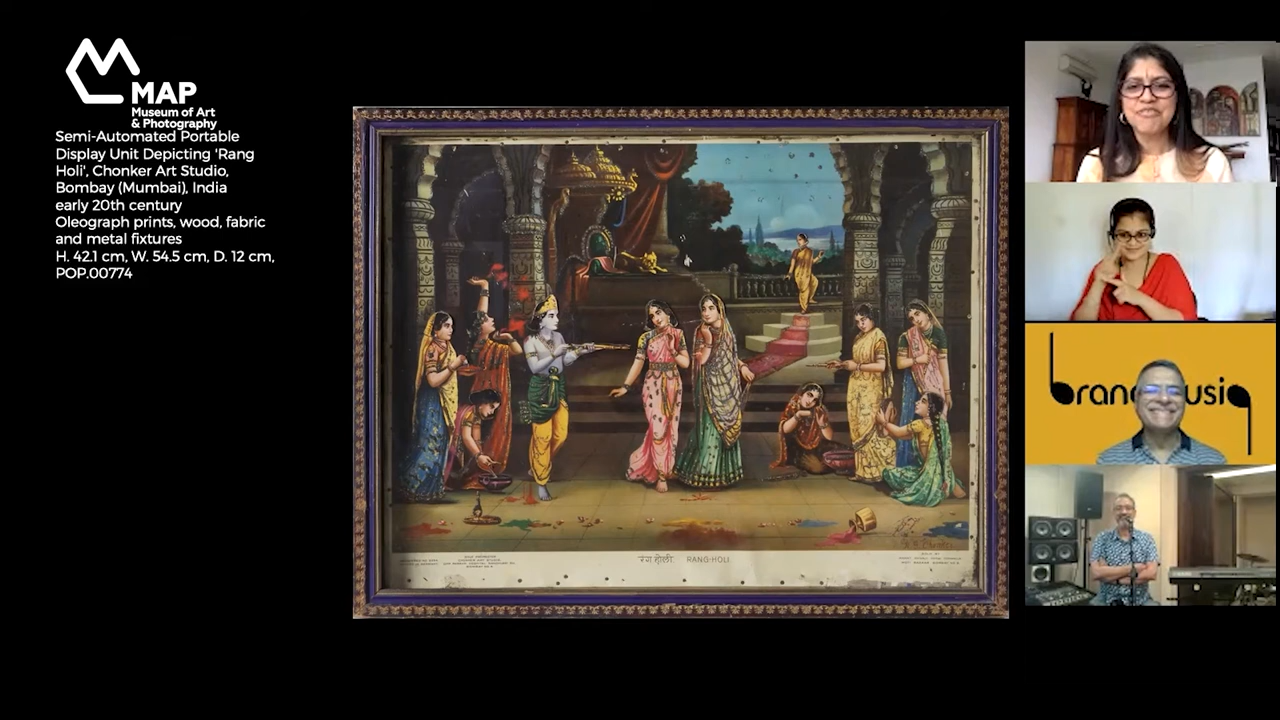 MAP
Museum of Art
& Photography
Semi-Automated Portable
Display Unit Depicting 'Rang
Holi', Chonker Art Studio,
Bombay (Mumbai), India
early 20th century
Oleograph prints, wood, fabric
and metal fixtures
H. 42.1 cm, W. 54.5 cm, D. 12 cm,
POP.00774
रंग होली. RANG-HOLI